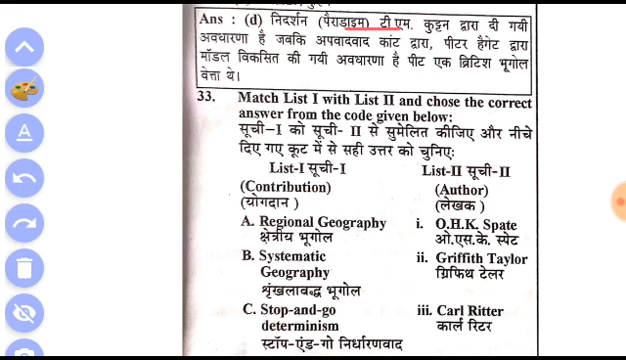 Ans : (d) निदर्शन (पैराडाइम) टी एम. कुह्न द्वारा दी गयी
अवधारणा है जबकि अपवादवाद कांट द्वारा, पीटर हैगेट द्वारा
मॉडल विकसित की गयी अवधारणा है पीट एक ब्रिटिश भूगोल
वेत्ता थे।
33. Match List I with List II and chose the correct
answer from the code given below:
सूची–I को सूची- II से सुमेलित कीजिए और नीचे
दिए गए कूट में से सही उत्तर को चुनिए:
List-I सूची-I List-II सूची-II
(Contribution) (Author)
(योगदान ) (लेखक )
A. Regional Geography i. O.H.K. Spate
क्षेत्रीय भूगोल ओ.एस.के. स्पेट
B. Systematic ii. Griffith Taylor
Geography ग्रिफिथ टेलर
शृंखलाबद्ध भूगोल
C. Stop-and-go iii. Carl Ritter
determinism कार्ल रिटर
स्टॉप-एंड-गो निर्धारणवाद
A